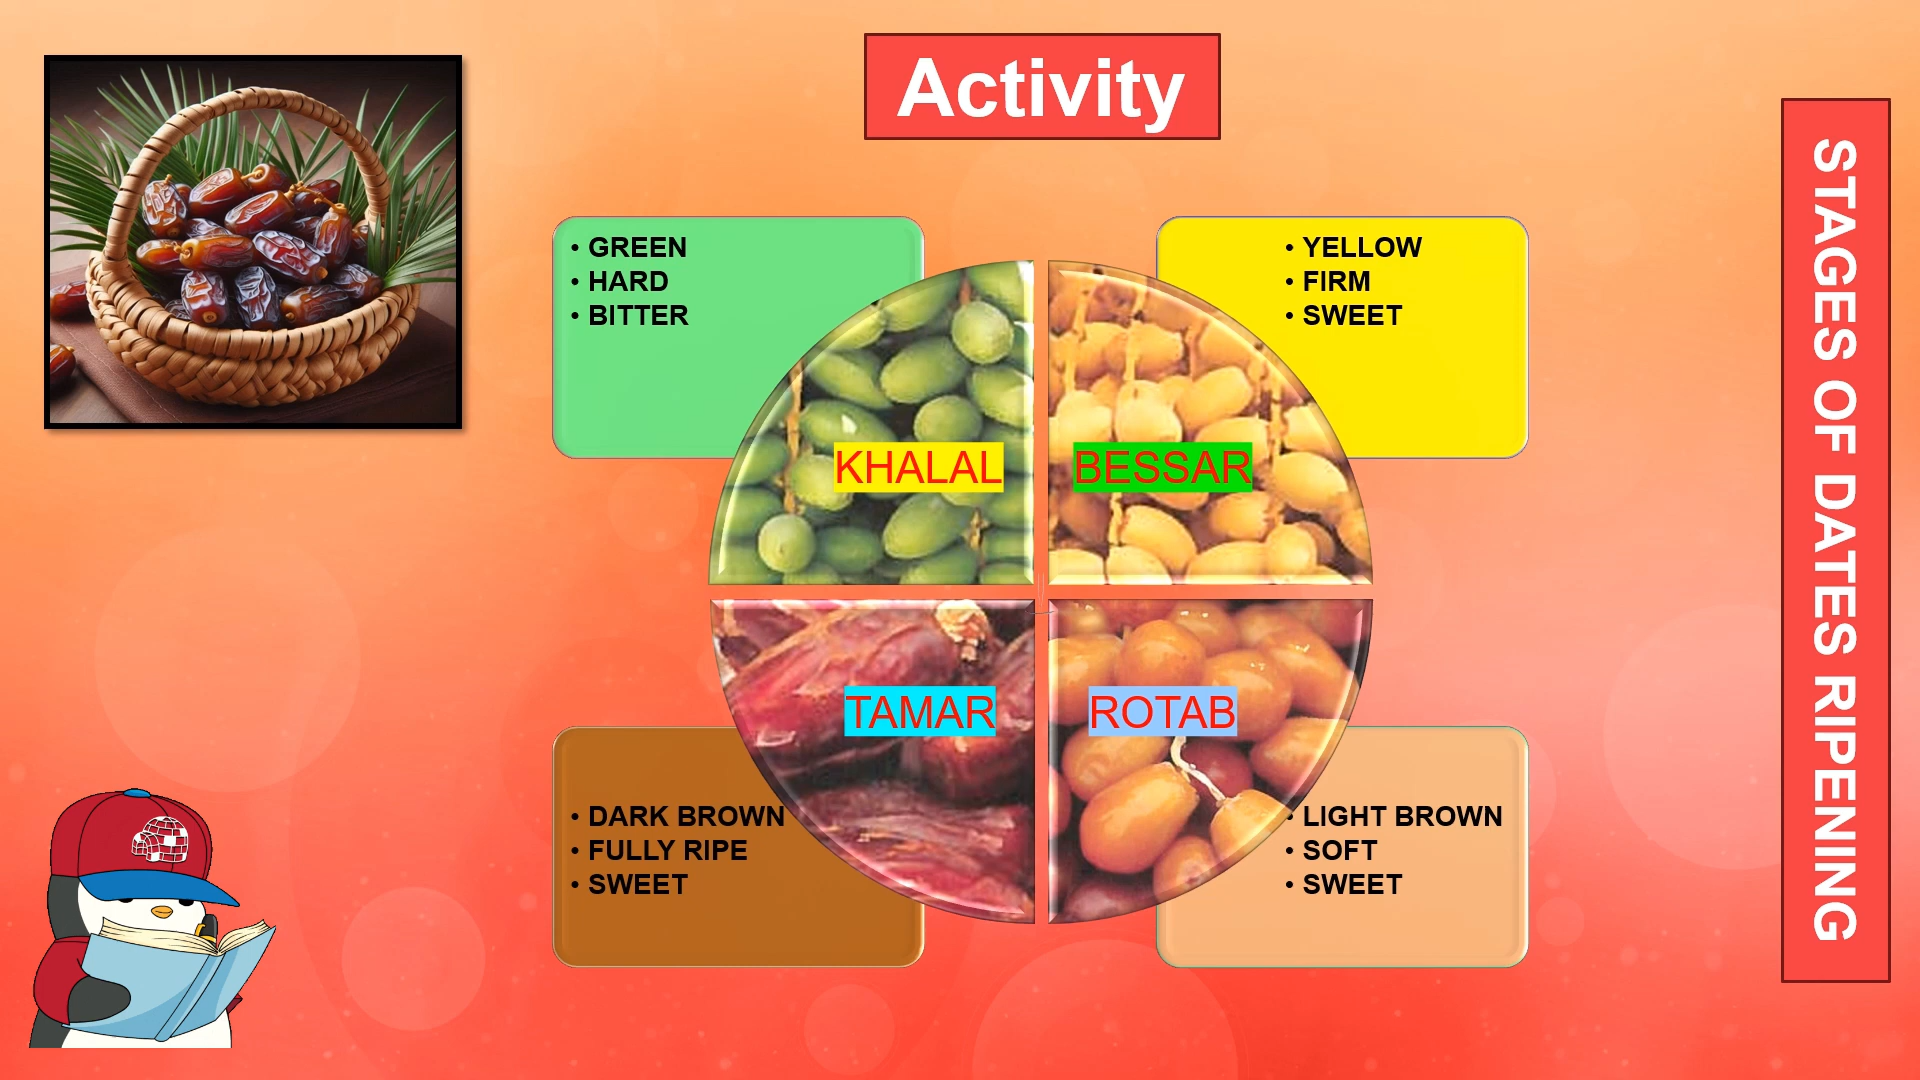 Activity
STAGES OF DATES RIPENING
• GREEN
• HARD
• BITTER
• YELLOW
• FIRM
• SWEET
KHALAL
BESSAR
TAMAR
ROTAB
• DARK BROWN
• FULLY RIPE
• SWEET
• LIGHT BROWN
• SOFT
• SWEET